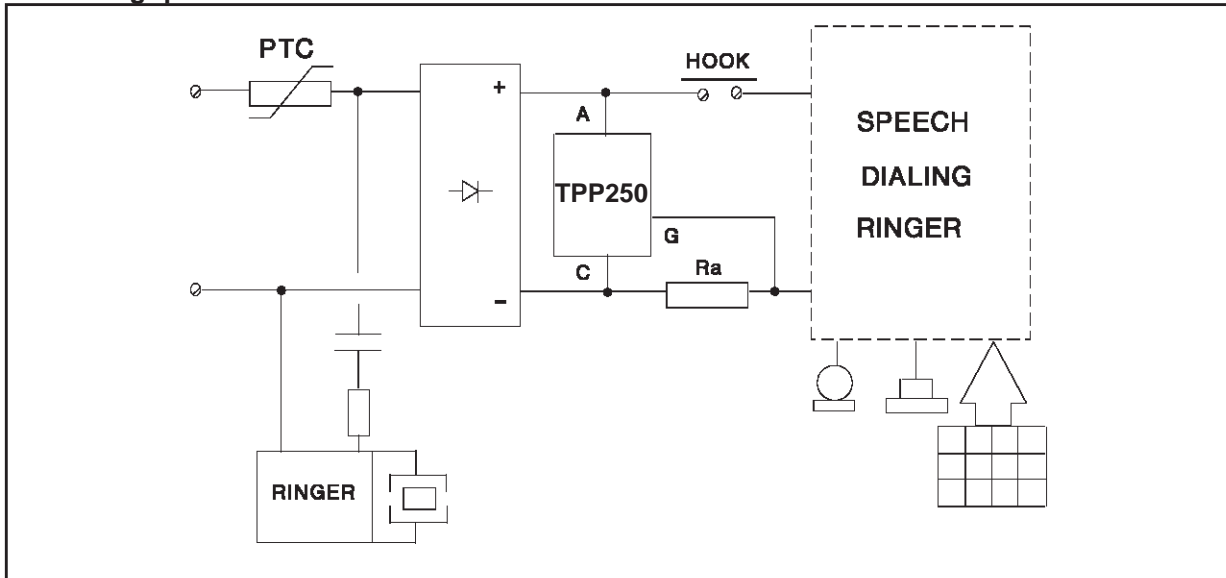 PTC
HOOK
+
A
SPEECH
TPP250
DIALING
G
RINGER
C
Ra
–
RINGER